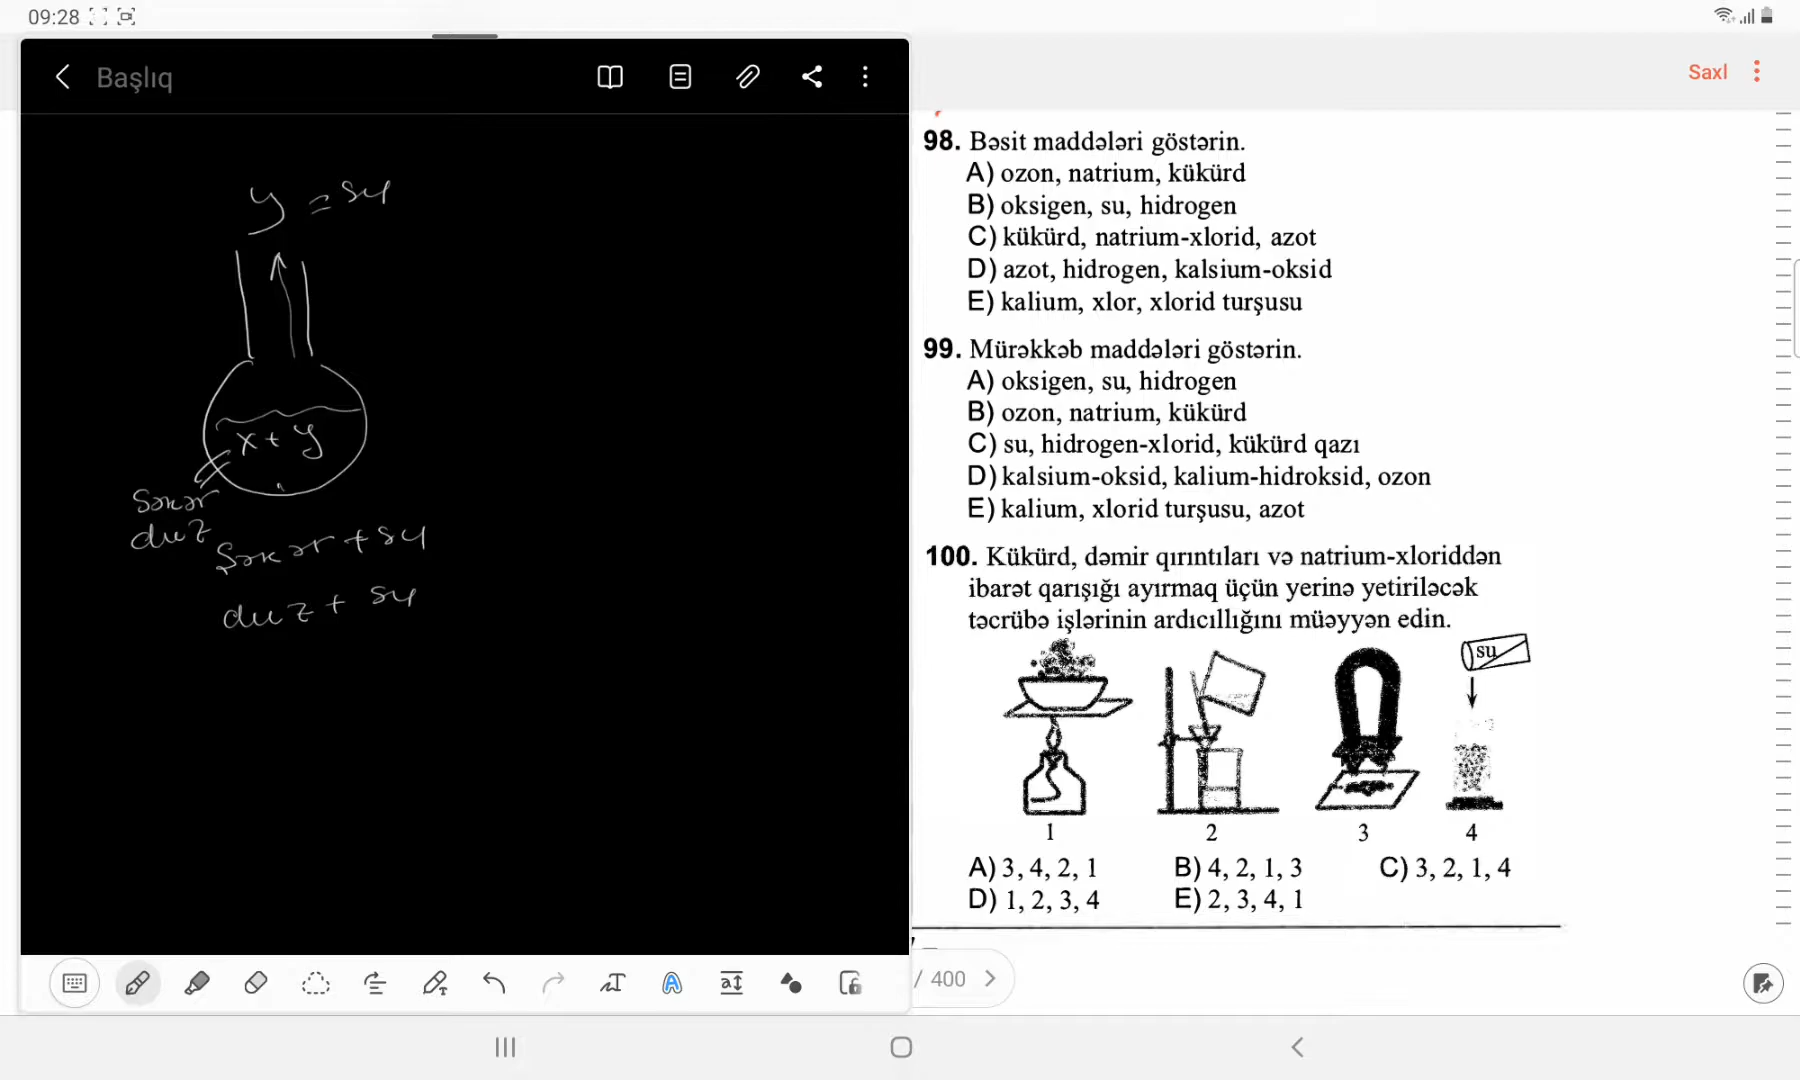 09:28
Başlıq
Saxl
y = su
x + y
Şəkər
duz
Şəkər + su
duz + su
98. Bəsit maddələri göstərin.
A) ozon, natrium, kükürd
B) oksigen, su, hidrogen
C) kükürd, natrium-xlorid, azot
D) azot, hidrogen, kalsium-oksid
E) kalium, xlor, xlorid turşusu
99. Mürəkkəb maddələri göstərin.
A) oksigen, su, hidrogen
B) ozon, natrium, kükürd
C) su, hidrogen-xlorid, kükürd qazı
D) kalsium-oksid, kalium-hidroksid, ozon
E) kalium, xlorid turşusu, azot
100. Kükürd, dəmir qırıntıları və natrium-xloriddən
ibarət qarışığı ayırmaq üçün yerinə yetiriləcək
təcrübə işlərinin ardıcıllığını müəyyən edin.
su
1 2 3 4
A) 3, 4, 2, 1 B) 4, 2, 1, 3 C) 3, 2, 1, 4
D) 1, 2, 3, 4 E) 2, 3, 4, 1
/ 400